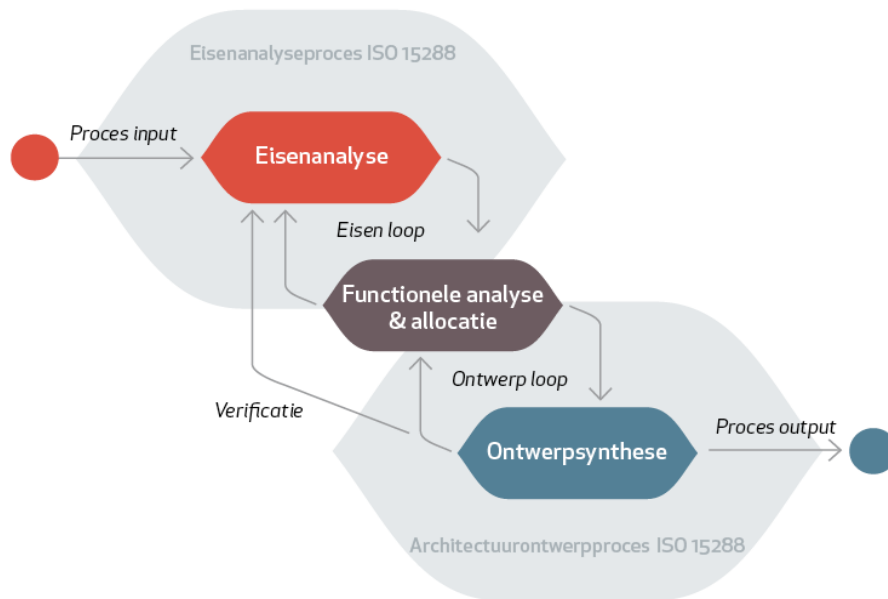 Eisenanalyseproces ISO 15288
Proces input
Eisenanalyse
Eisen loop
Functionele analyse
& allocatie
Ontwerp loop
Verificatie
Proces output
Ontwerpsynthese
Architectuurontwerpproces ISO 15288